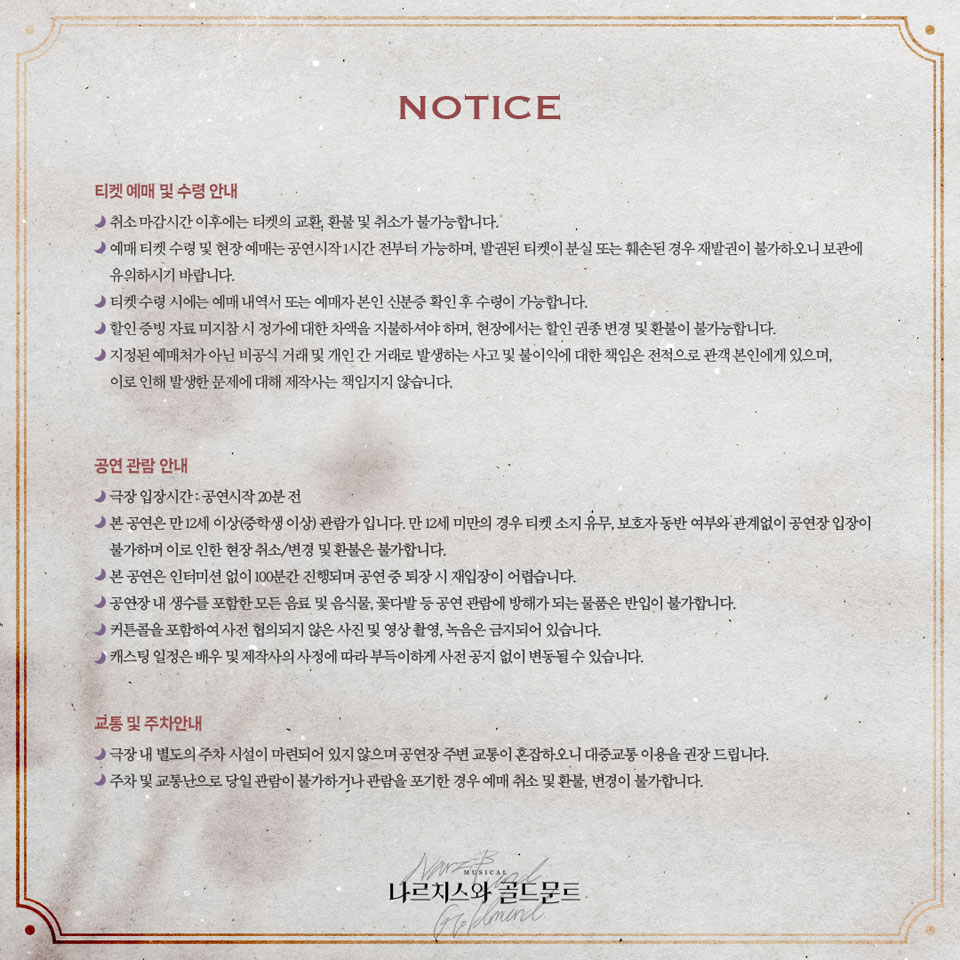 NOTICE
티켓 예매 및 수령 안내
취소 마감시간 이후에는 티켓의 교환, 환불 및 취소가 불가능합니다.
예매 티켓 수령 및 현장 예매는 공연시작 1시간 전부터 가능하며, 발권된 티켓이 분실 또는 훼손된 경우 재발권이 불가하오니 보관에
유의하시기 바랍니다.
티켓 수령 시에는 예매 내역서 또는 예매자 본인 신분증 확인 후 수령이 가능합니다.
할인 증빙 자료 미지참 시 정가에 대한 차액을 지불하셔야 하며, 현장에서는 할인 권종 변경 및 환불이 불가능합니다.
지정된 예매처가 아닌 비공식 거래 및 개인 간 거래로 발생하는 사고 및 불이익에 대한 책임은 전적으로 관객 본인에게 있으며,
이로 인해 발생한 문제에 대해 제작사는 책임지지 않습니다.
공연 관람 안내
극장 입장시간 : 공연시작 20분 전
본 공연은 만 12세 이상(중학생 이상) 관람가 입니다. 만 12세 미만의 경우 티켓 소지 유무, 보호자 동반 여부와 관계없이 공연장 입장이
불가하며 이로 인한 현장 취소/변경 및 환불은 불가합니다.
본 공연은 인터미션 없이 100분간 진행되며 공연 중 퇴장 시 재입장이 어렵습니다.
공연장 내 생수를 포함한 모든 음료 및 음식물, 꽃다발 등 공연 관람에 방해가 되는 물품은 반입이 불가합니다.
커튼콜을 포함하여 사전 협의되지 않은 사진 및 영상 촬영, 녹음은 금지되어 있습니다.
캐스팅 일정은 배우 및 제작사의 사정에 따라 부득이하게 사전 공지 없이 변동될 수 있습니다.
교통 및 주차안내
극장 내 별도의 주차 시설이 마련되어 있지 않으며 공연장 주변 교통이 혼잡하오니 대중교통 이용을 권장 드립니다.
주차 및 교통난으로 당일 관람이 불가하거나 관람을 포기한 경우 예매 취소 및 환불, 변경이 불가합니다.
Narziß und
MUSICAL
나르치스와 골드문트
Goldmund